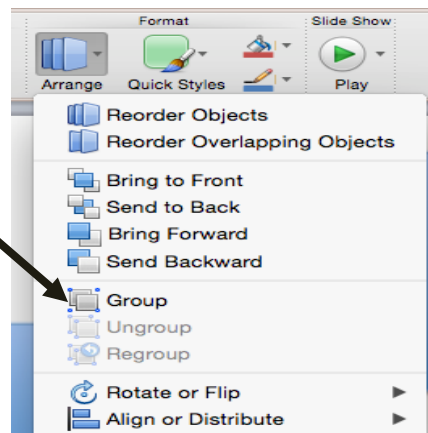 Format Slide Show
Arrange Quick Styles Play
Reorder Objects
Reorder Overlapping Objects
Bring to Front
Send to Back
Bring Forward
Send Backward
Group
Ungroup
Regroup
Rotate or Flip
Align or Distribute